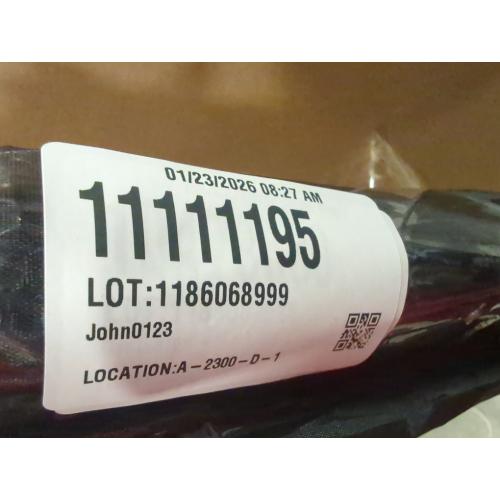 01/23/2026 08:27 AM
11111195
LOT:1186068999
John0123
LOCATION:A-2300-D-1